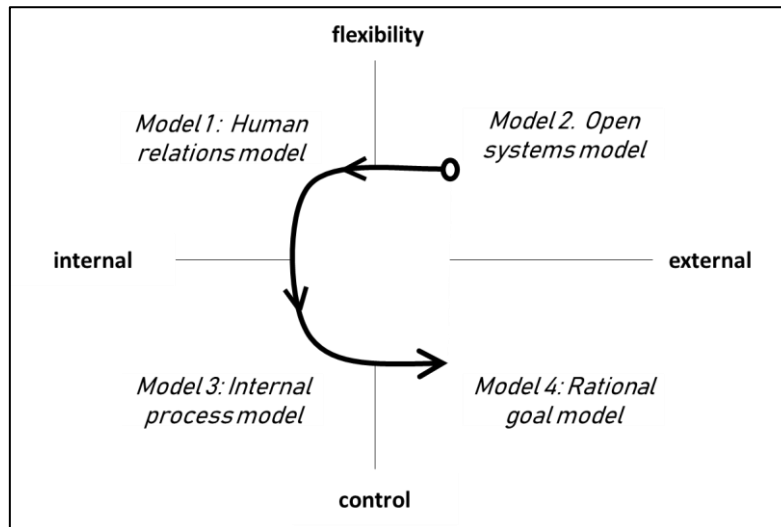 flexibility
Model 1: Human
relations model
Model 2. Open
systems model
internal
external
Model 3: Internal
process model
Model 4: Rational
goal model
control